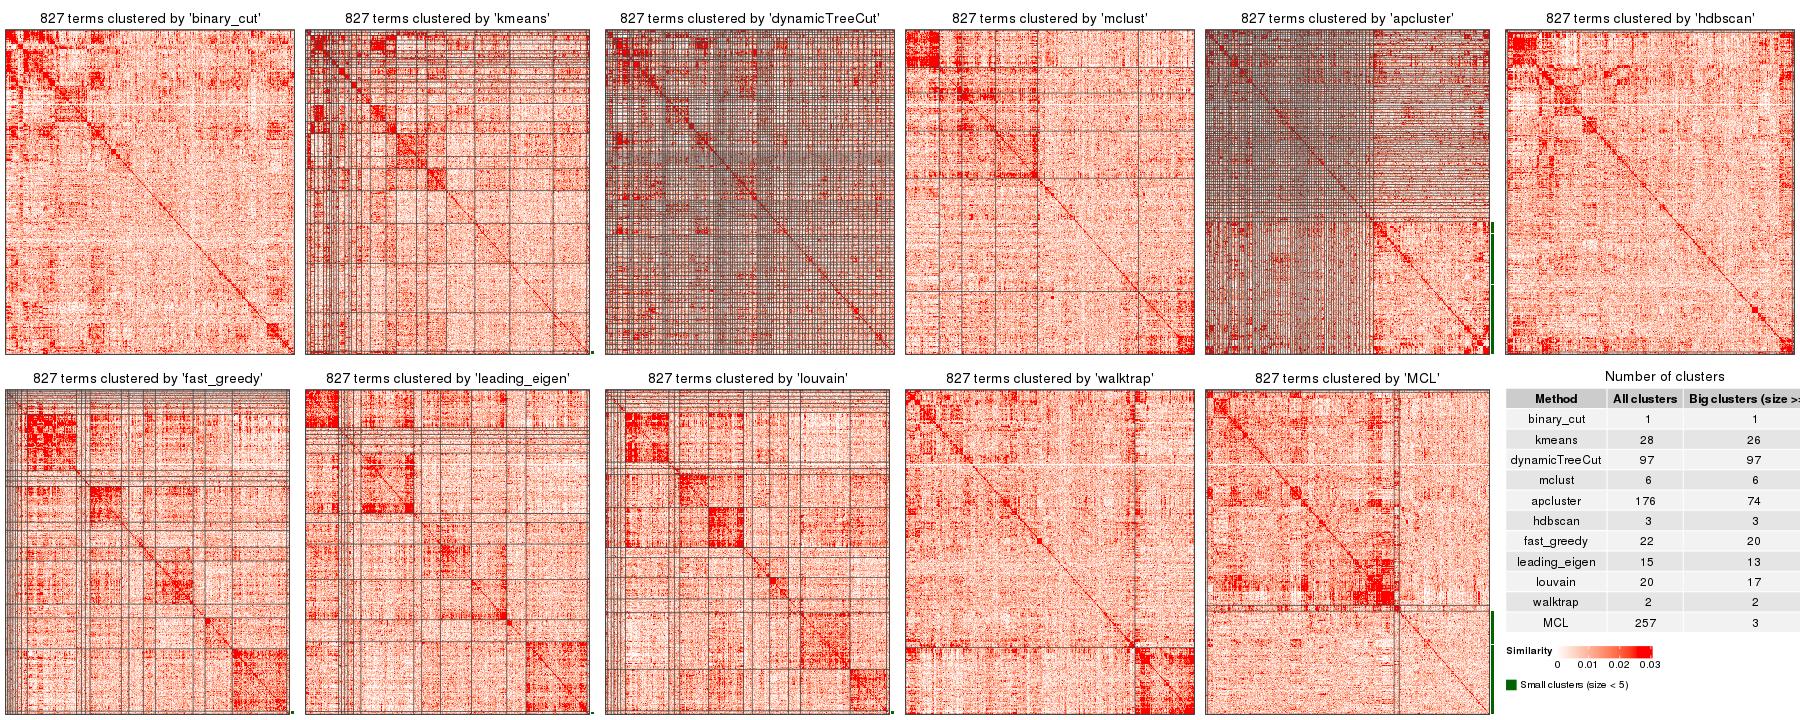 827 terms clustered by 'binary_cut'
827 terms clustered by 'kmeans'
827 terms clustered by 'dynamicTreeCut'
827 terms clustered by 'mclust'
827 terms clustered by 'apcluster'
827 terms clustered by 'hdbscan'
827 terms clustered by 'fast_greedy'
827 terms clustered by 'leading_eigen'
827 terms clustered by 'louvain'
827 terms clustered by 'walktrap'
827 terms clustered by 'MCL'
Number of clusters
Method All clusters Big clusters (size >=
binary_cut 1 1
kmeans 28 26
dynamicTreeCut 97 97
mclust 6 6
apcluster 176 74
hdbscan 3 3
fast_greedy 22 20
leading_eigen 15 13
louvain 20 17
walktrap 2 2
MCL 257 3
Similarity
0 0.01 0.02 0.03
Small clusters (size < 5)